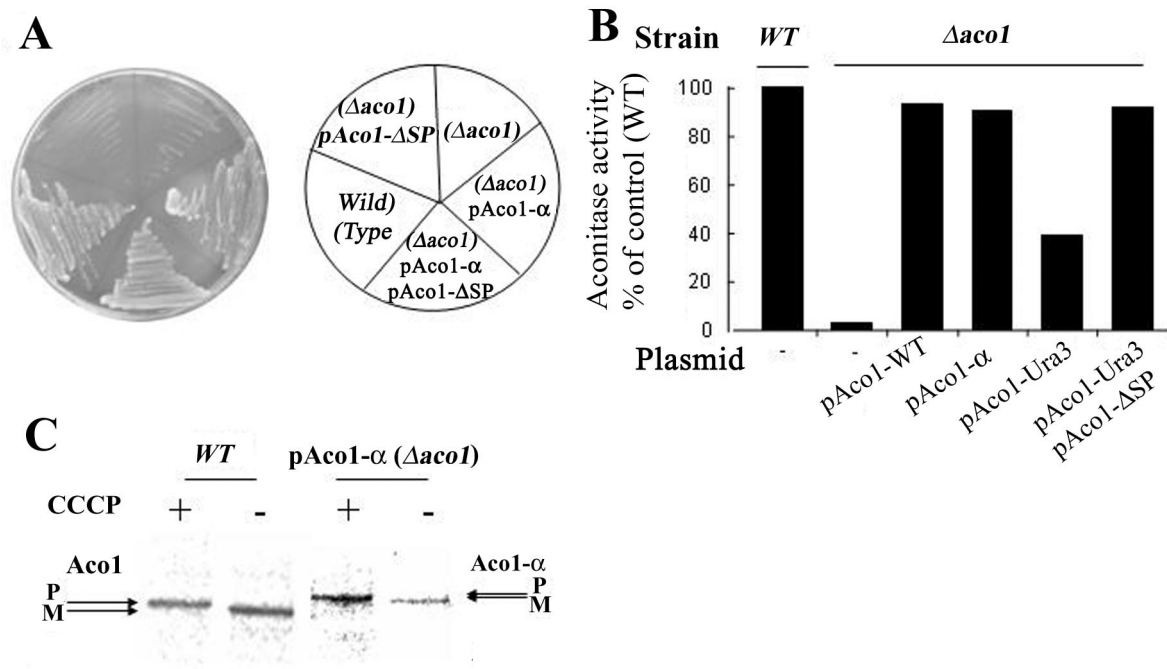 A
(Δaco1)
pAco1-ΔSP
(Δaco1)
(Δaco1)
pAco1-α
Wild)
(Type
(Δaco1)
pAco1-α
pAco1-ΔSP
B
Strain WT Δaco1
Aconitase activity
% of control (WT)
100
80
60
40
20
0
Plasmid - - pAco1-WT pAco1-α pAco1-Ura3 pAco1-Ura3
pAco1-ΔSP
C
WT pAco1-α (Δaco1)
CCCP + - + -
Aco1 Aco1-α
P P
M M